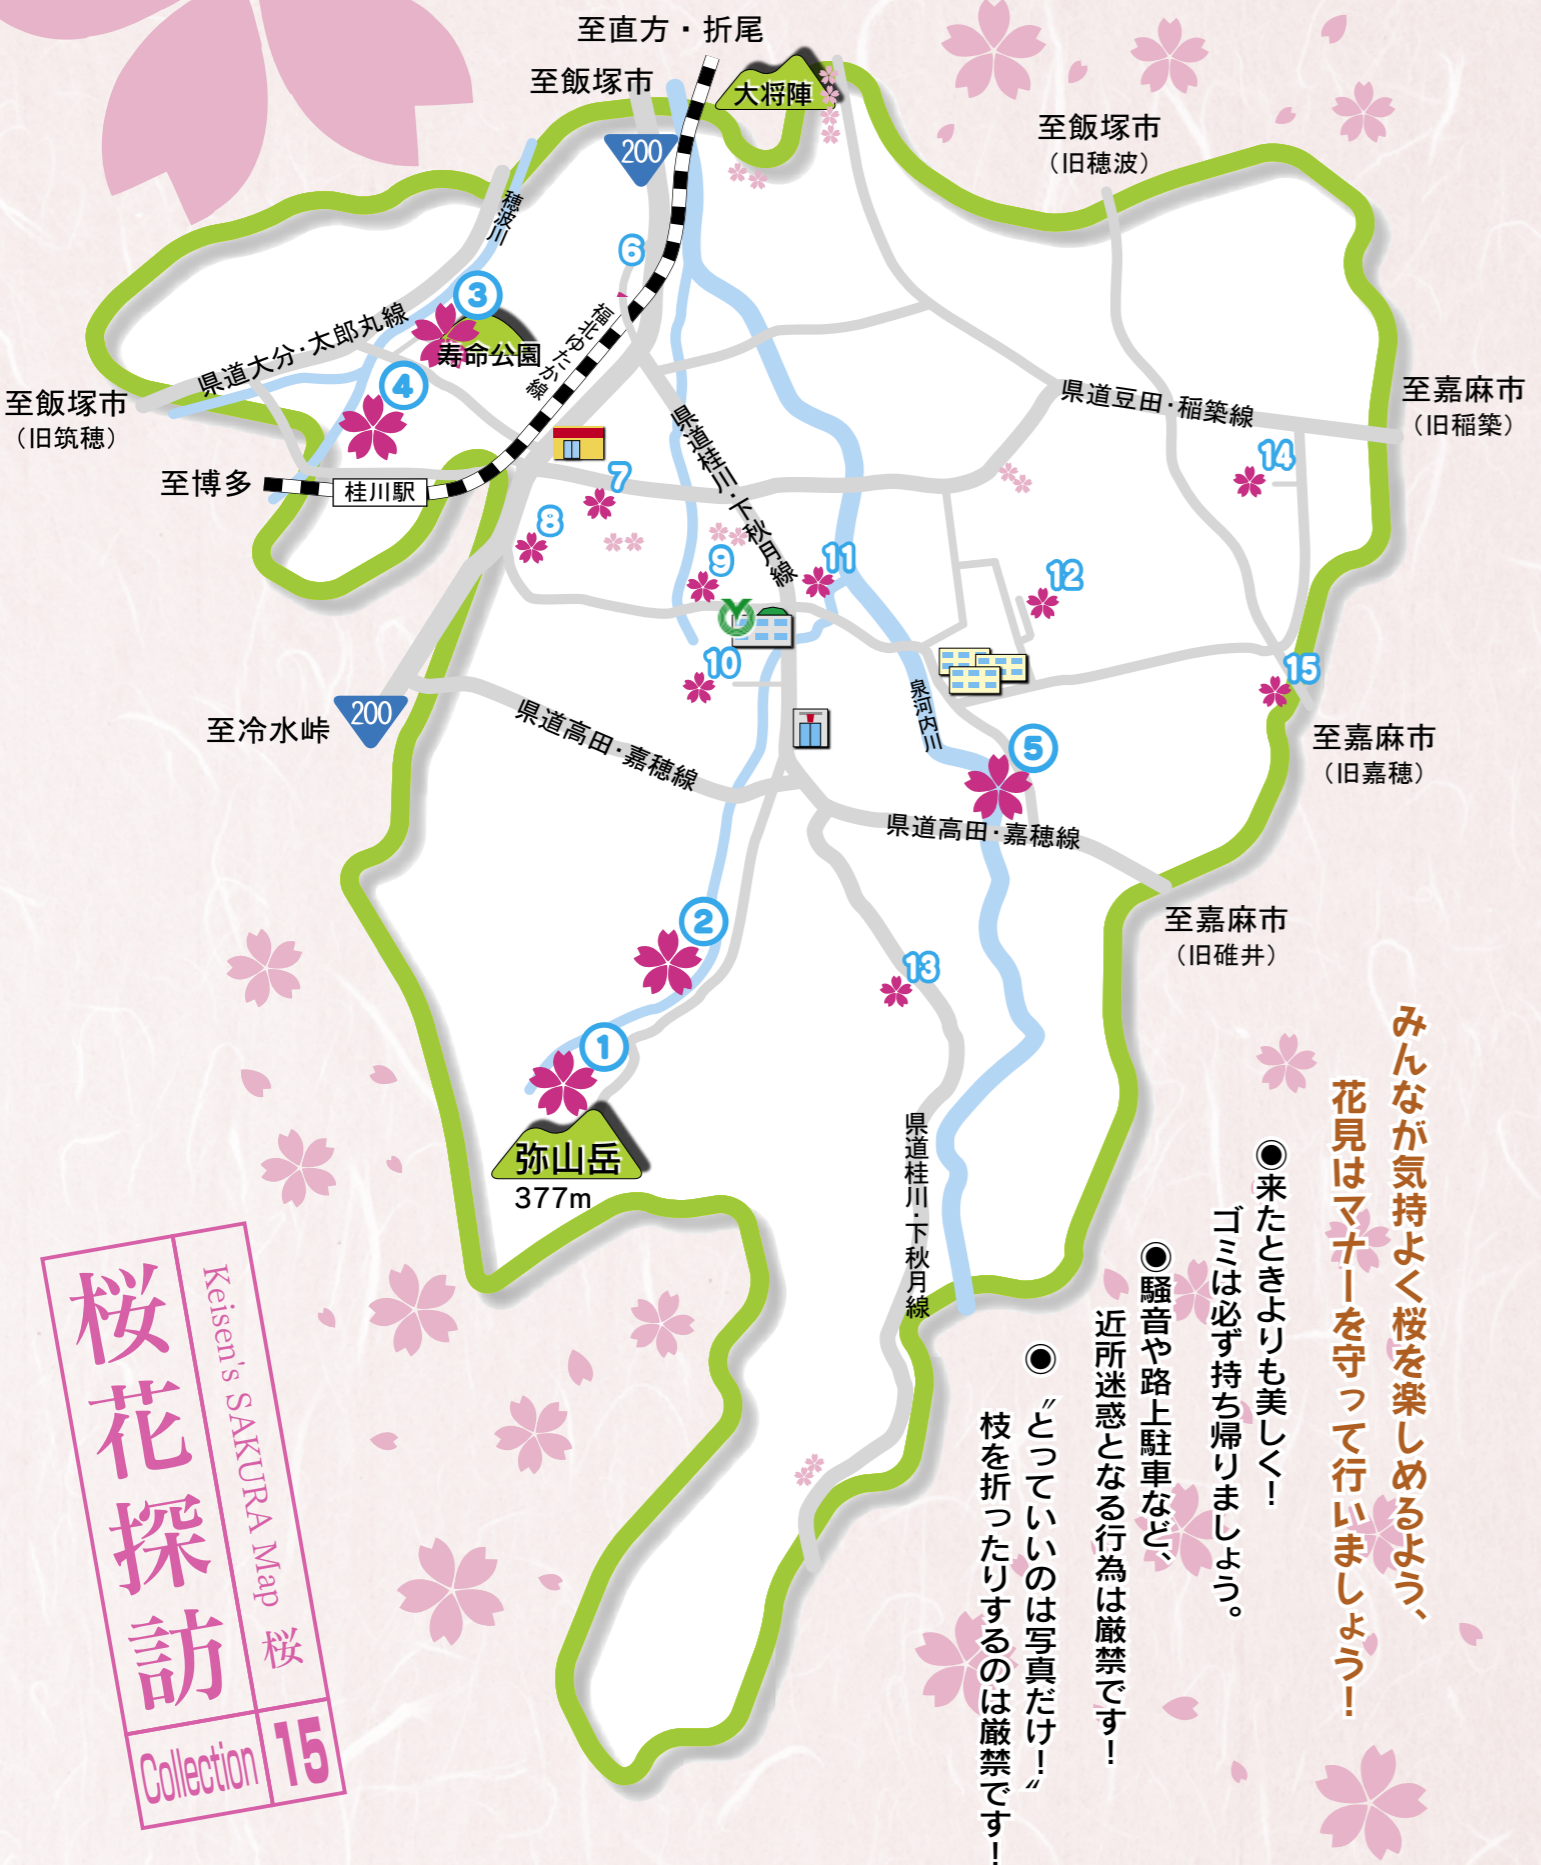 至直方・折尾
至飯塚市
大将陣
200
至飯塚市
（旧穂波）
穂波川
6
3
福北ゆたか線
県道大分・太郎丸線
寿命公園
4
至飯塚市
（旧筑穂）
県道豆田・稲築線
至嘉麻市
（旧稲築）
県道桂川・下秋月線
至博多
桂川駅
7
14
8
9
11
12
10
15
泉河内川
200
至冷水峠
県道高田・嘉穂線
5
至嘉麻市
（旧嘉穂）
県道高田・嘉穂線
2
至嘉麻市
（旧碓井）
13
1
弥山岳
377m
県道桂川・下秋月線
みんなが気持よく桜を楽しめるよう、
花見はマナーを守って行いましょう！
◉来たときよりも美しく！
ゴミは必ず持ち帰りましょう。
◉騒音や路上駐車など、
近所迷惑となる行為は厳禁です！
◉〝とっていいのは写真だけ！〟
枝を折ったりするのは厳禁です！
桜花探訪
Keisen's SAKURA Map 桜
Collection 15